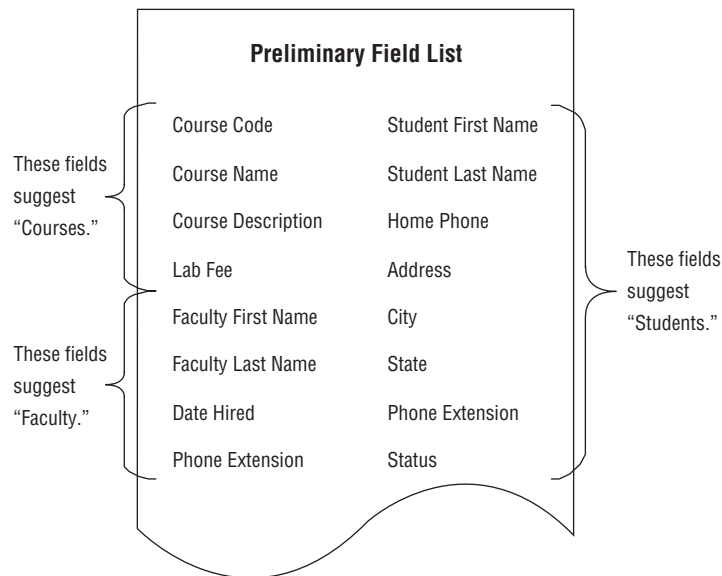 Preliminary Field List
These fields
suggest
“Courses.”
These fields
suggest
“Faculty.”
Course Code
Course Name
Course Description
Lab Fee
Faculty First Name
Faculty Last Name
Date Hired
Phone Extension
Student First Name
Student Last Name
Home Phone
Address
City
State
Phone Extension
Status
These fields
suggest
“Students.”